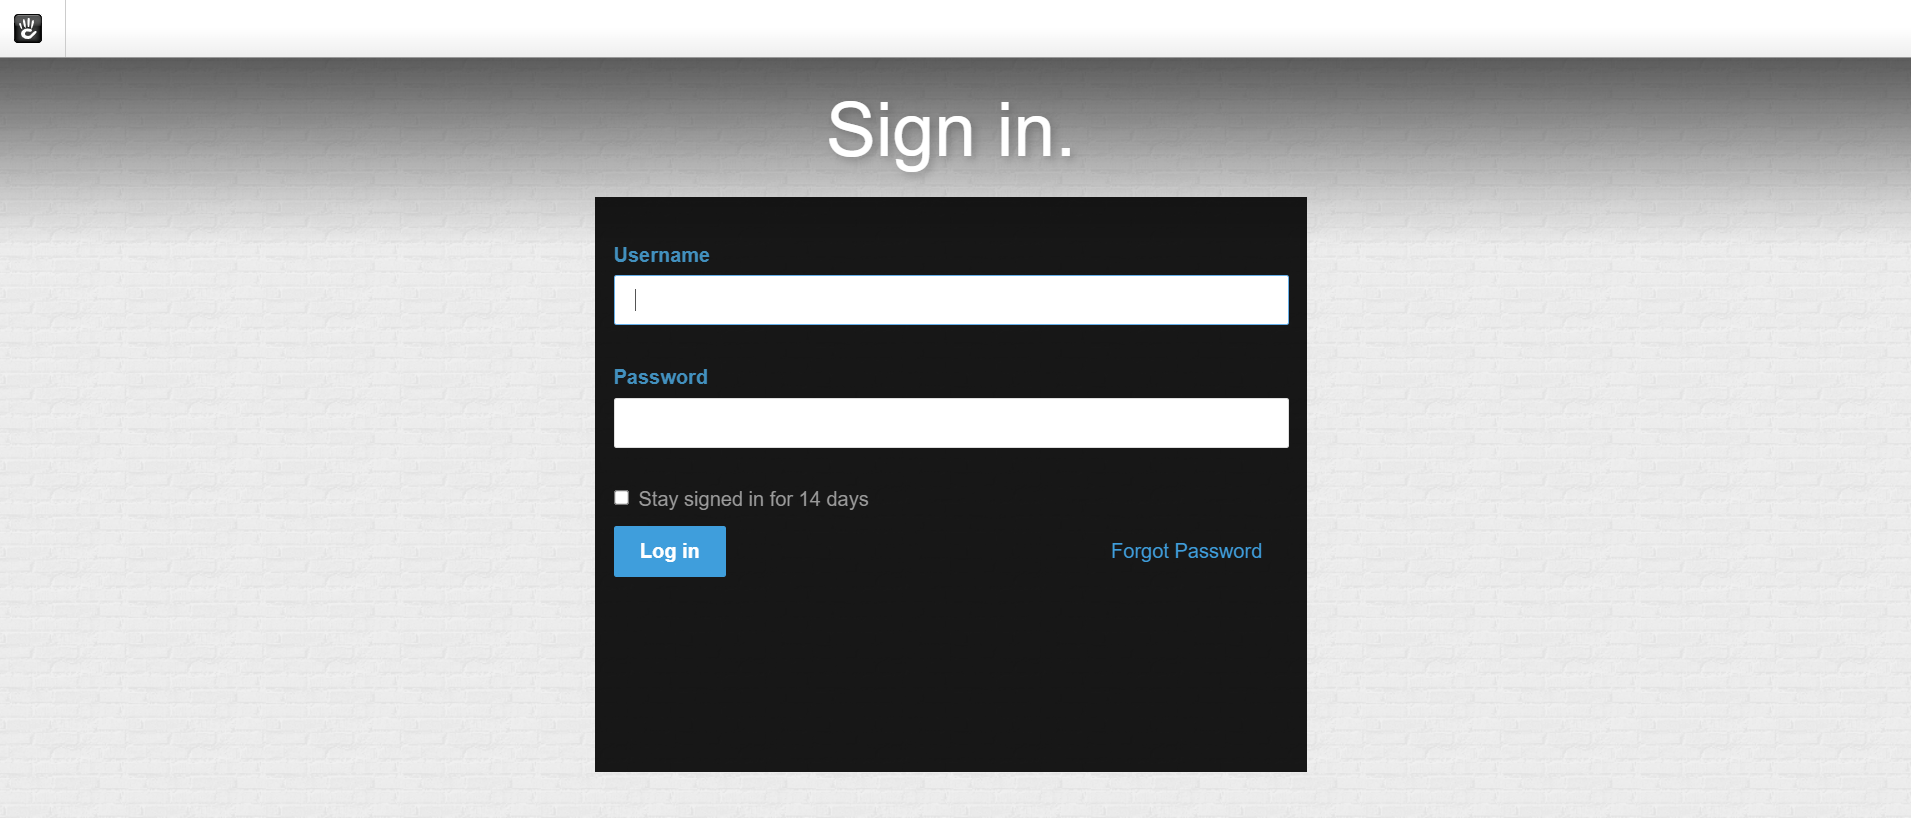 Sign in.
Username
Password
Stay signed in for 14 days
Log in
Forgot Password